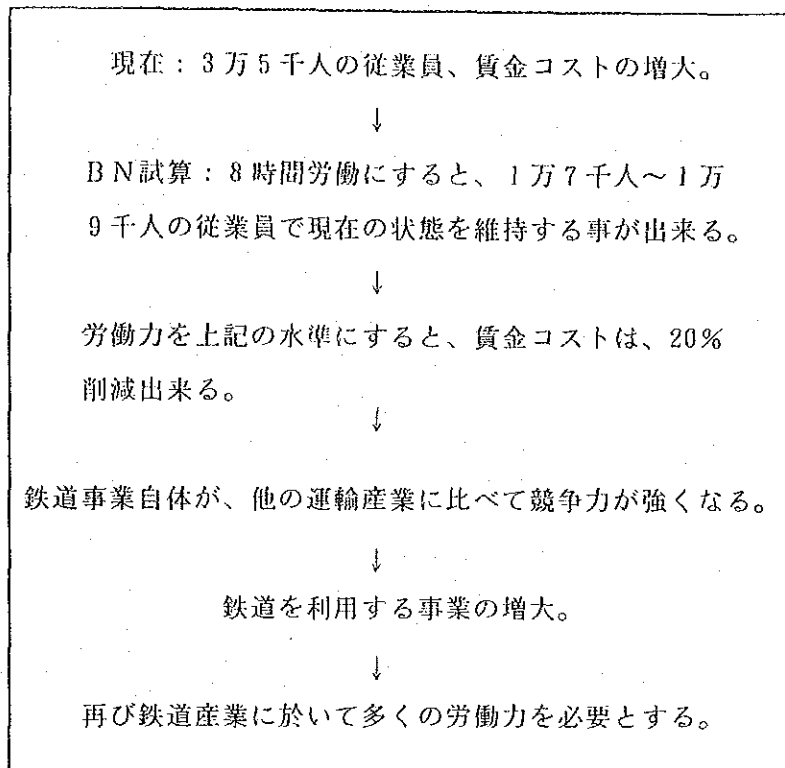 現在：３万５千人の従業員、賃金コストの増大。
↓
ＢＮ試算：８時間労働にすると、１万７千人～１万
９千人の従業員で現在の状態を維持する事が出来る。
↓
労働力を上記の水準にすると、賃金コストは、20％
削減出来る。
↓
鉄道事業自体が、他の運輸産業に比べて競争力が強くなる。
↓
鉄道を利用する事業の増大。
↓
再び鉄道産業に於いて多くの労働力を必要とする。